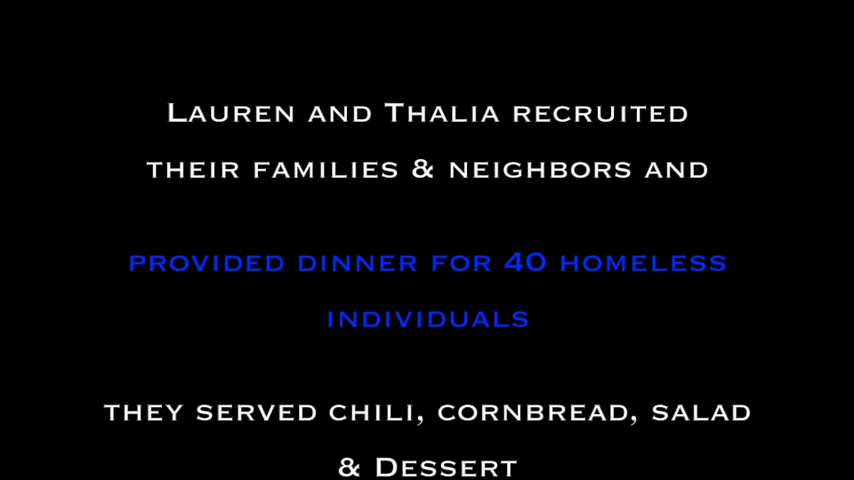 Lauren and Thalia recruited
their families & neighbors and
provided dinner for 40 homeless
individuals
they served chili, cornbread, salad
& Dessert